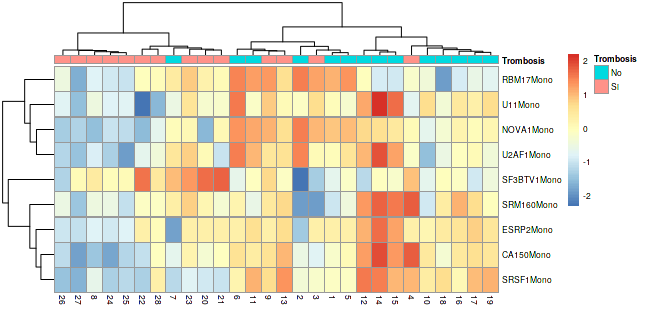 Trombosis
RBM17Mono
U11Mono
NOVA1Mono
U2AF1Mono
SF3BTV1Mono
SRM160Mono
ESRP2Mono
CA150Mono
SRSF1Mono
26 27 8 24 25 22 28 7 23 20 21 6 11 9 13 2 3 1 5 12 14 15 4 10 18 16 17 19
2
1
0
-1
-2
Trombosis
No
SI